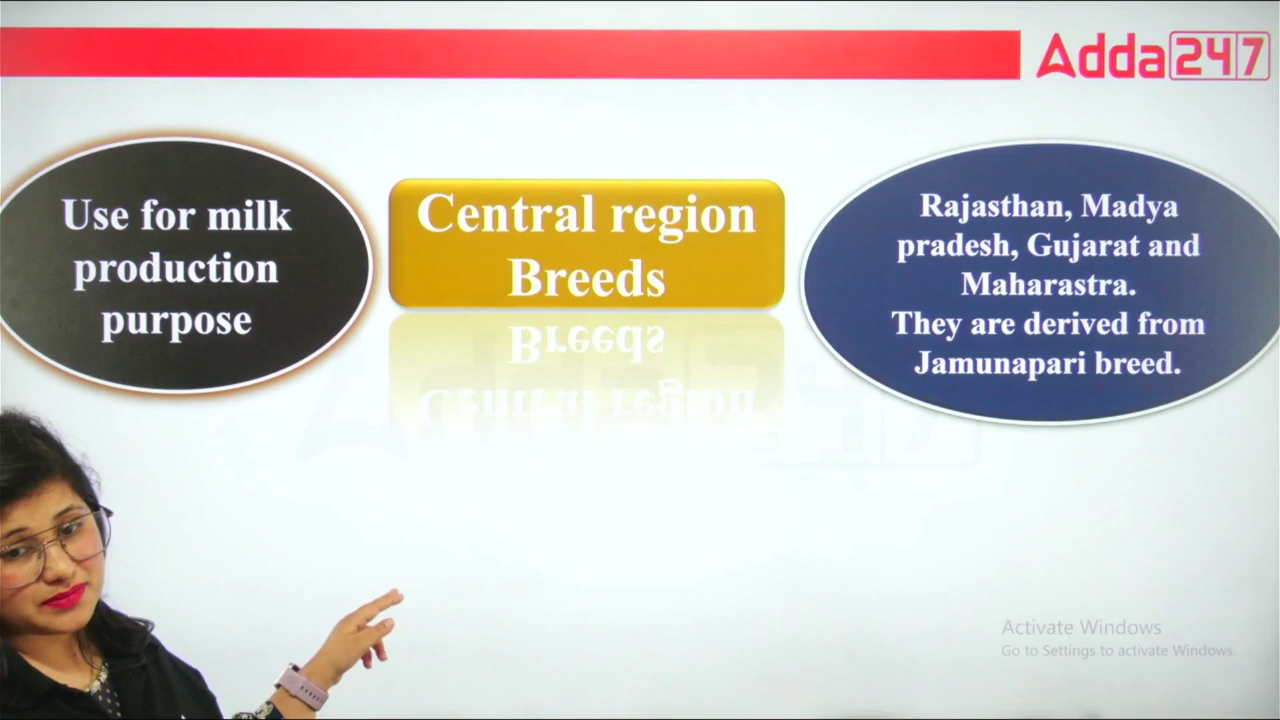 Adda247
Use for milk
production
purpose
Central region
Breeds
Rajasthan, Madya
pradesh, Gujarat and
Maharastra.
They are derived from
Jamunapari breed.
Activate Windows
Go to Settings to activate Windows.